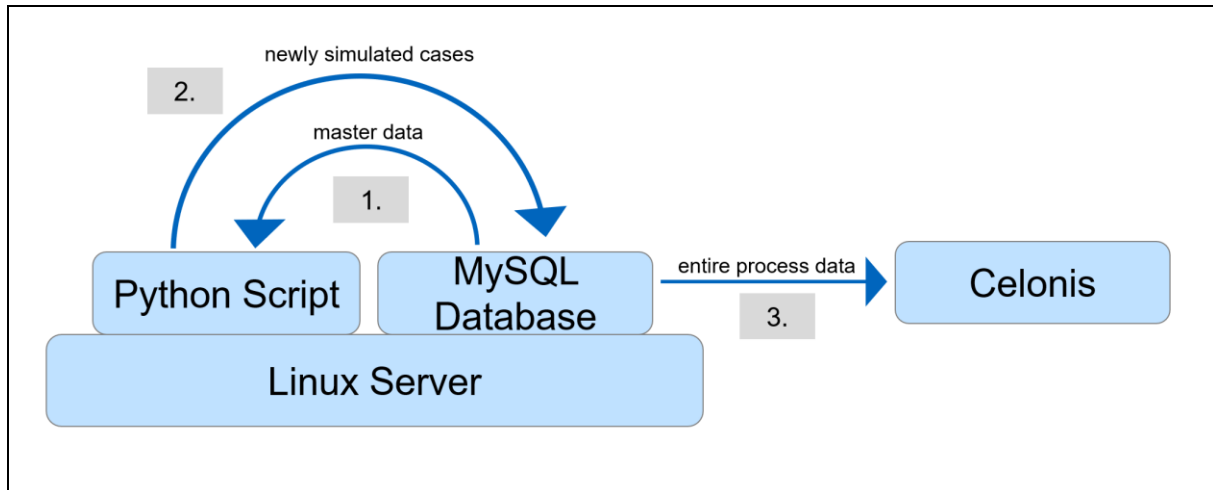 newly simulated cases
2.
master data
1.
Python Script
MySQL
Database
entire process data
3.
Celonis
Linux Server